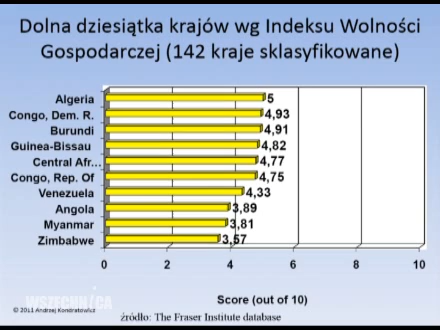 Dolna dziesiątka krajów wg Indeksu Wolności
Gospodarczej (142 kraje sklasyfikowane)
Algeria 5
Congo, Dem. R. 4,93
Burundi 4,91
Guinea-Bissau 4,82
Central Afr... 4,77
Congo, Rep. Of 4,75
Venezuela 4,33
Angola 3,89
Myanmar 3,81
Zimbabwe 3,57
0 2 4 6 8 10
Score (out of 10)
WSZECHNICA
© 2011 Andrzej Kondratowicz
źródło: The Fraser Institute database